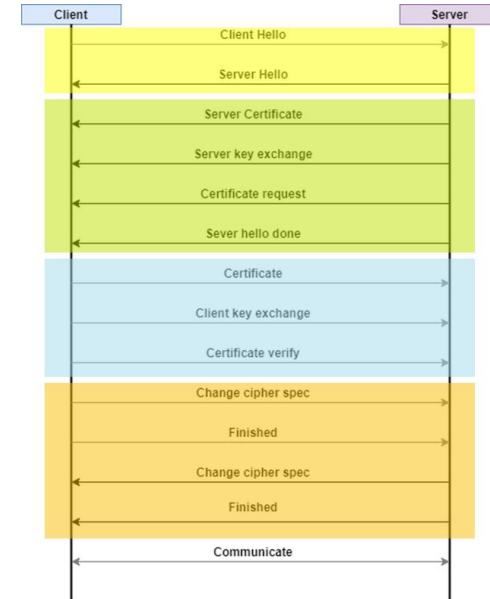 Client
Server
Client Hello
Server Hello
Server Certificate
Server key exchange
Certificate request
Sever hello done
Certificate
Client key exchange
Certificate verify
Change cipher spec
Finished
Change cipher spec
Finished
Communicate